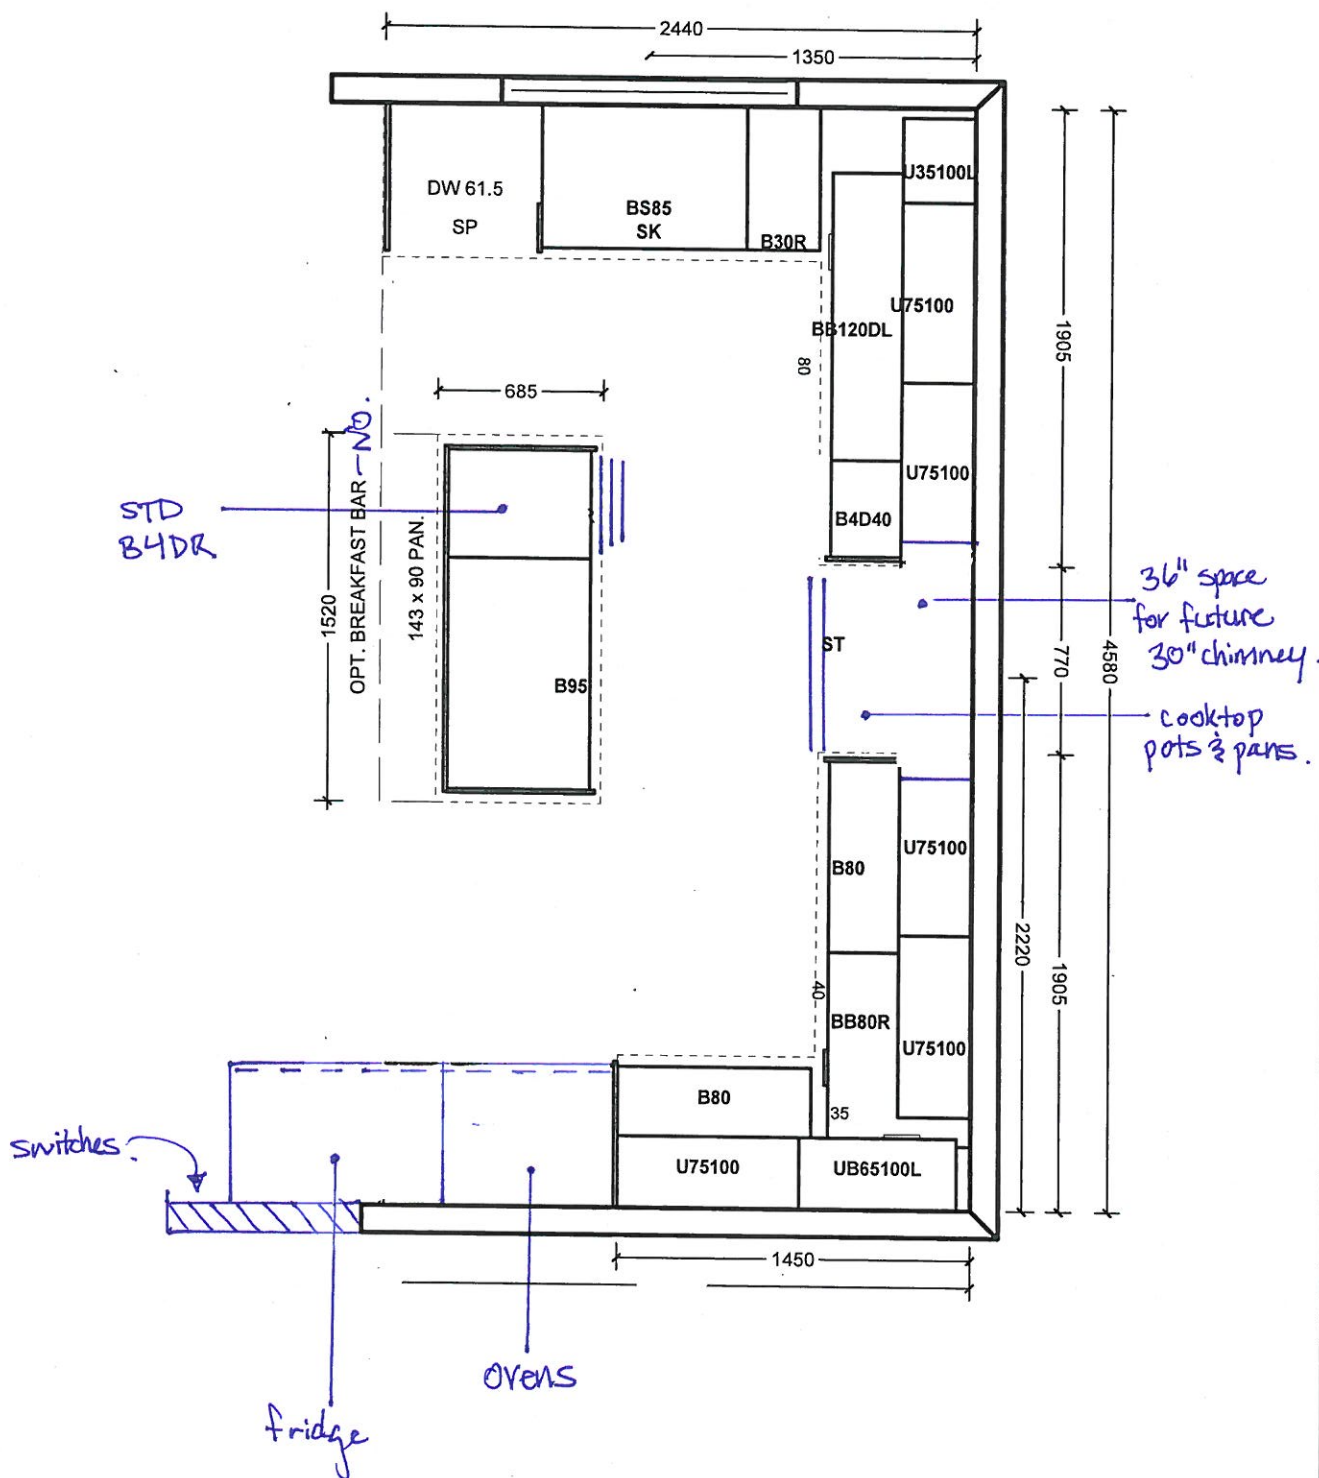 2440
1350
DW 61.5
SP
BS85
SK
B30R
U35100L
U75100
BB120DL
80
1905
685
OPT. BREAKFAST BAR - NO.
143 x 90 PAN.
1520
STD
B4DR
U75100
B4D40
36" space
for future
30" chimney.
ST
770
4580
B95
cooktop
pots & pans.
B80
U75100
2220
1905
40
BB80R
U75100
B80
35
switches.
U75100
UB65100L
1450
ovens
fridge